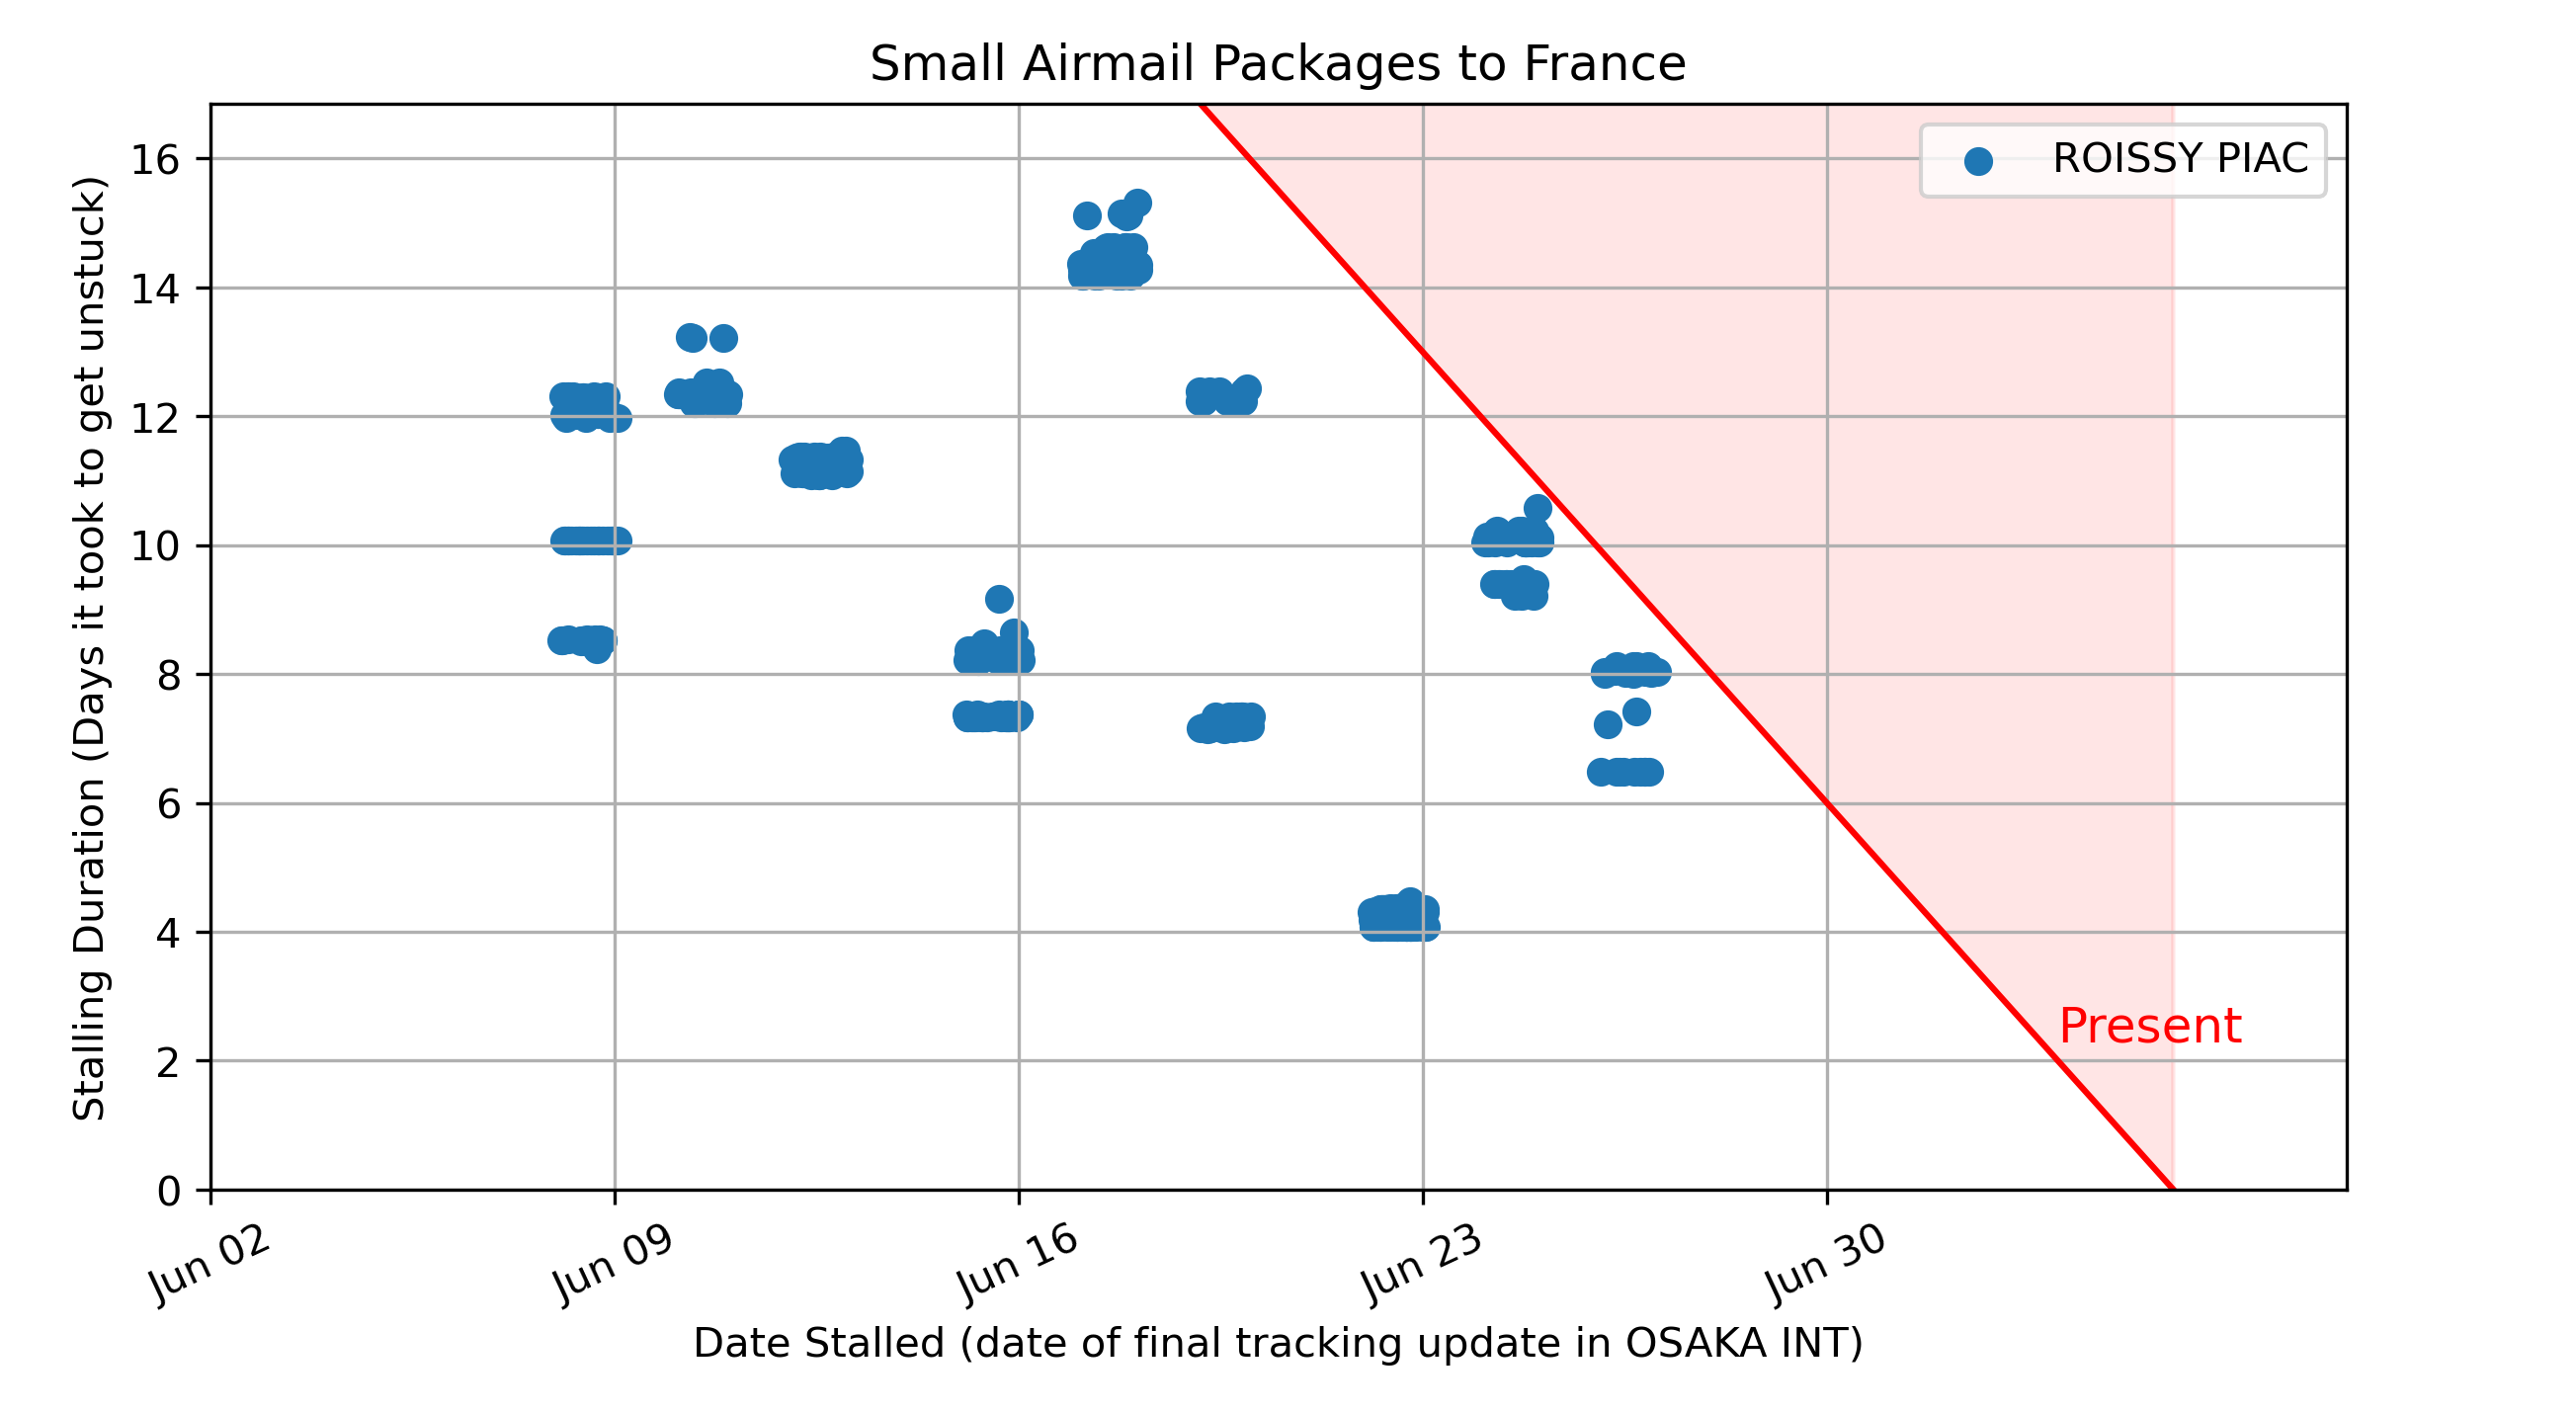 Small Airmail Packages to France
ROISSY PIAC
Stalling Duration (Days it took to get unstuck)
16
14
12
10
8
6
4
2
0
Present
Jun 02
Jun 09
Jun 16
Jun 23
Jun 30
Date Stalled (date of final tracking update in OSAKA INT)